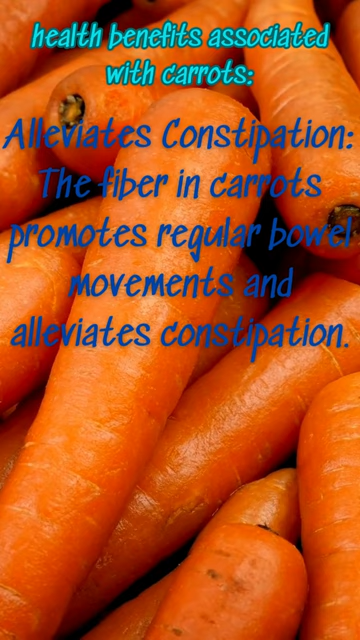 health benefits associated
with carrots:
Alleviates Constipation:
The fiber in carrots
promotes regular bowel
movements and
alleviates constipation.